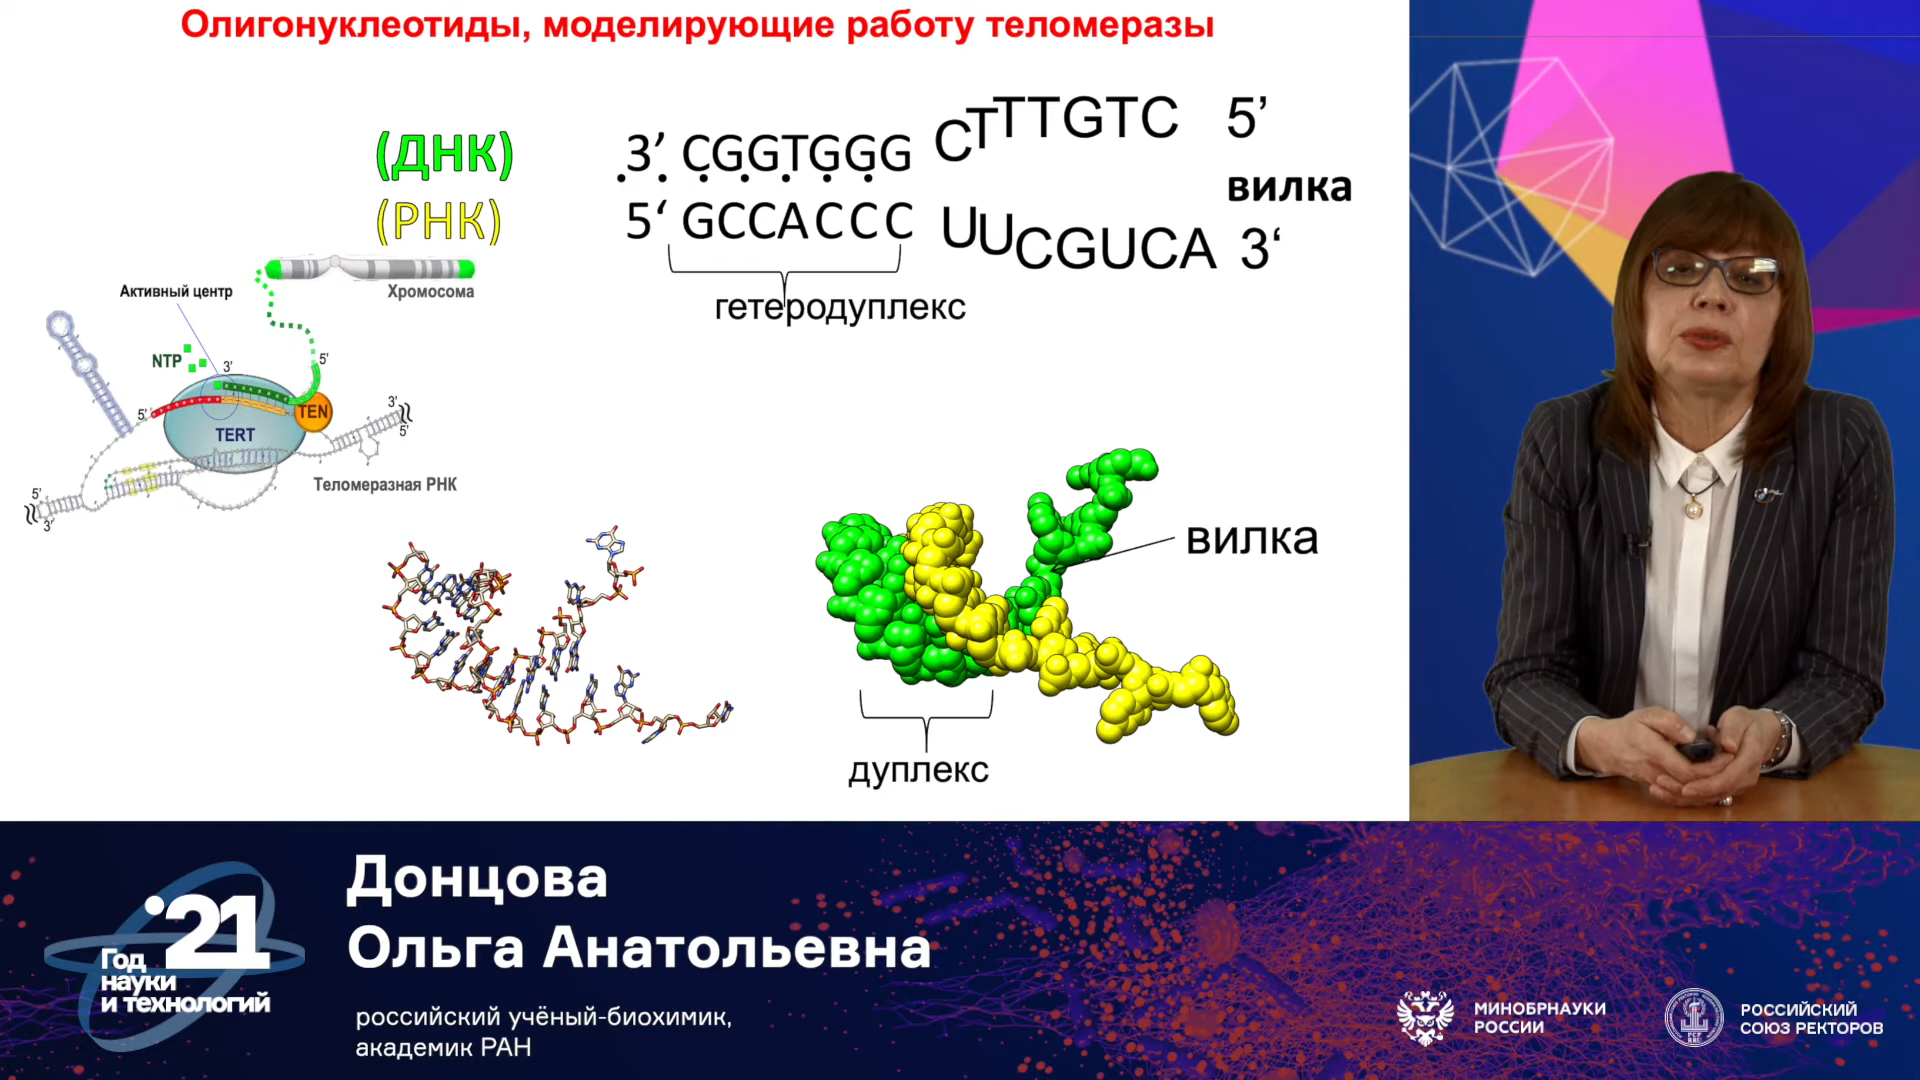 Олигонуклеотиды, моделирующие работу теломеразы
(ДНК)
3’ CGGTGGG CTTTGTC 5’
вилка
(РНК)
5‘ GCCACCC UUCGUCA 3‘
гетеродуплекс
Хромосома
Активный центр
NTP
3’
5’
5’
TEN
TERT
3’
5’
Теломеразная РНК
5’
3’
вилка
дуплекс
Донцова
Ольга Анатольевна
российский учёный-биохимик,
академик РАН
'21
Год
науки
и технологий
МИНОБРНАУКИ
РОССИИ
РОССИЙСКИЙ
СОЮЗ РЕКТОРОВ